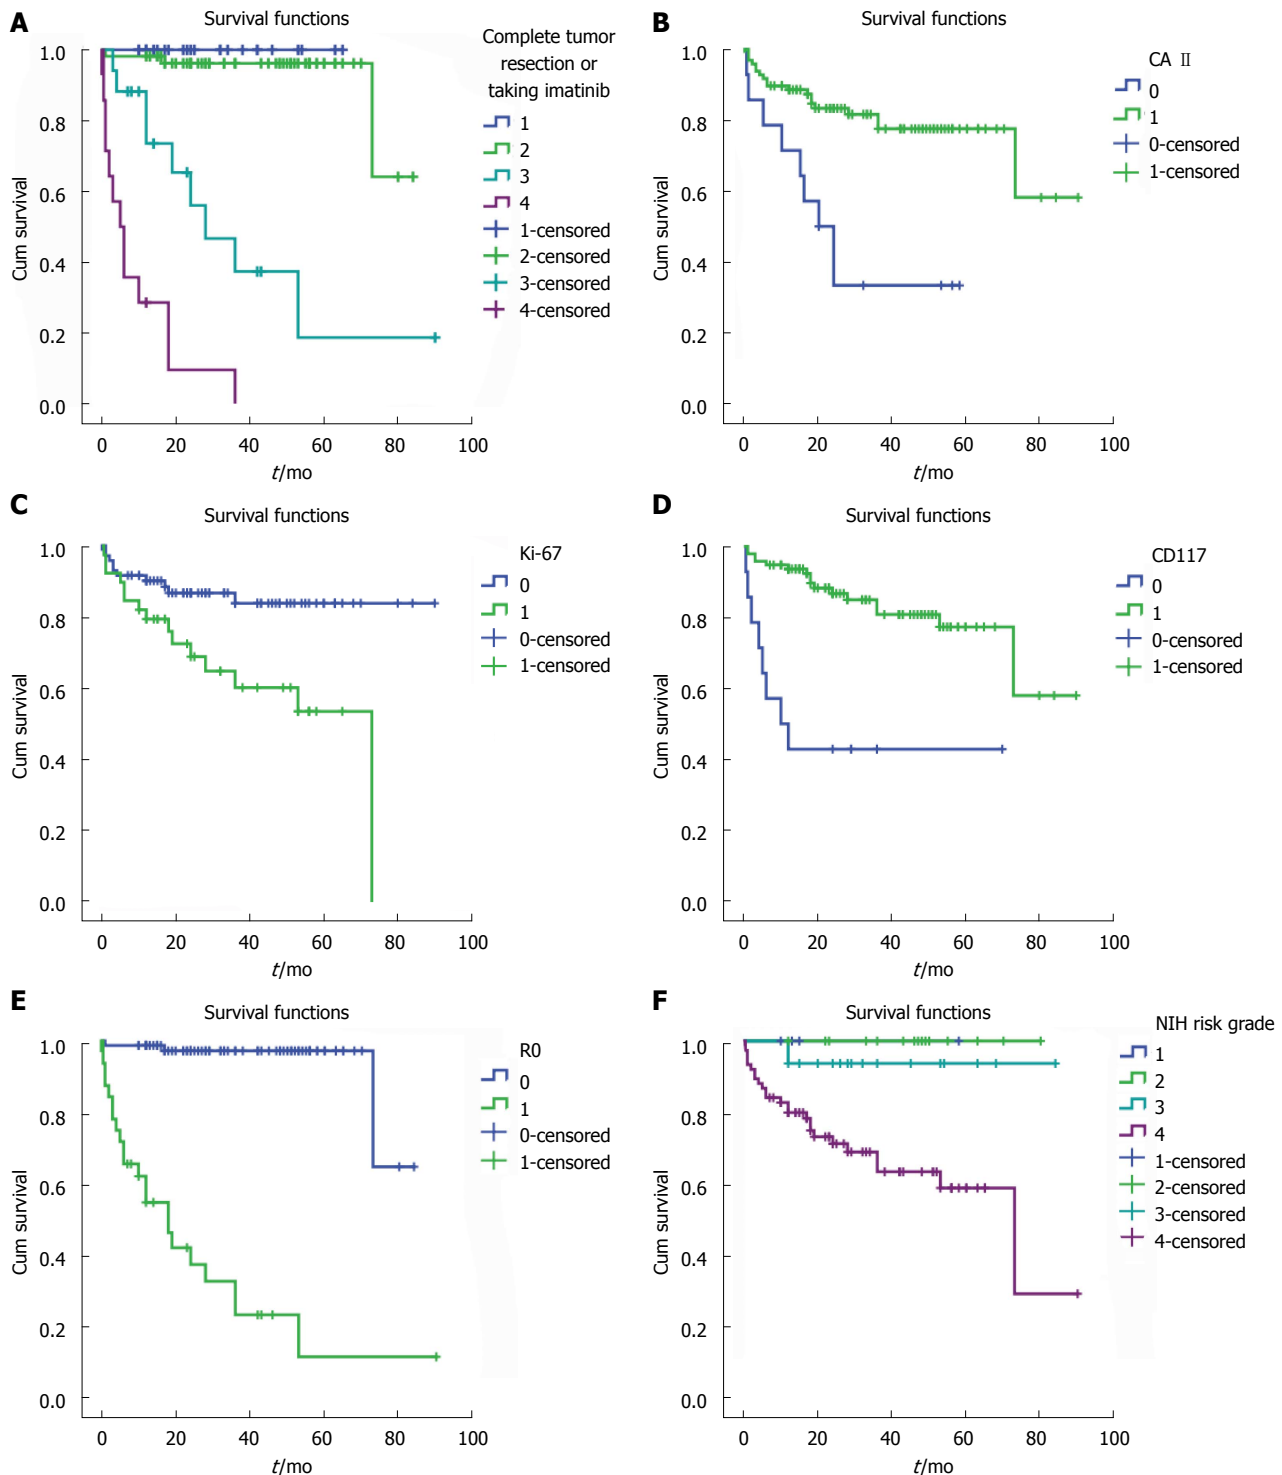 A
Survival functions
Complete tumor
resection or
taking imatinib
1
2
3
4
1-censored
2-censored
3-censored
4-censored
Cum survival
1.0
0.8
0.6
0.4
0.2
0.0
0 20 40 60 80 100
t/mo
B
Survival functions
CA II
0
1
0-censored
1-censored
Cum survival
1.0
0.8
0.6
0.4
0.2
0.0
0 20 40 60 80 100
t/mo
C
Survival functions
Ki-67
0
1
0-censored
1-censored
Cum survival
1.0
0.8
0.6
0.4
0.2
0.0
0 20 40 60 80 100
t/mo
D
Survival functions
CD117
0
1
0-censored
1-censored
Cum survival
1.0
0.8
0.6
0.4
0.2
0.0
0 20 40 60 80 100
t/mo
E
Survival functions
R0
0
1
0-censored
1-censored
Cum survival
1.0
0.8
0.6
0.4
0.2
0.0
0 20 40 60 80 100
t/mo
F
Survival functions
NIH risk grade
1
2
3
4
1-censored
2-censored
3-censored
4-censored
Cum survival
1.0
0.8
0.6
0.4
0.2
0.0
0 20 40 60 80 100
t/mo